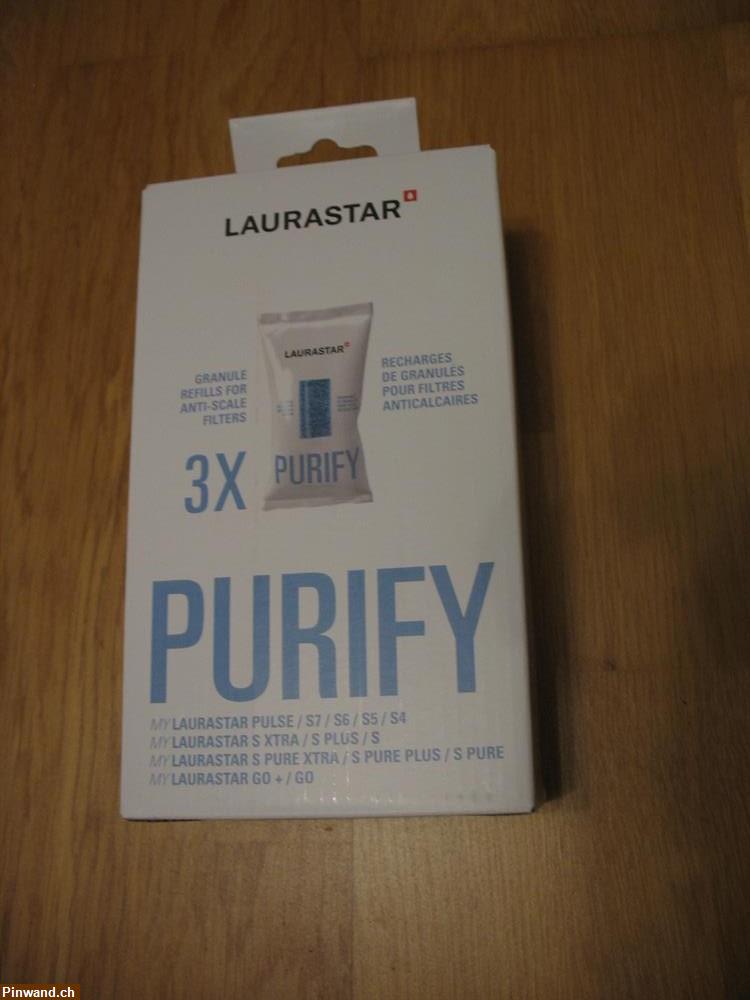 LAURASTAR
GRANULE
REFILLS FOR
ANTI-SCALE
FILTERS
3X
LAURASTAR
PURIFY
RECHARGES
DE GRANULES
POUR FILTRES
ANTICALCAIRES
PURIFY
MY LAURASTAR PULSE / S7 / S6 / S5 / S4
MY LAURASTAR S XTRA / S PLUS / S
MY LAURASTAR S PURE XTRA / S PURE PLUS / S PURE
MY LAURASTAR GO + / GO
Pinwand.ch